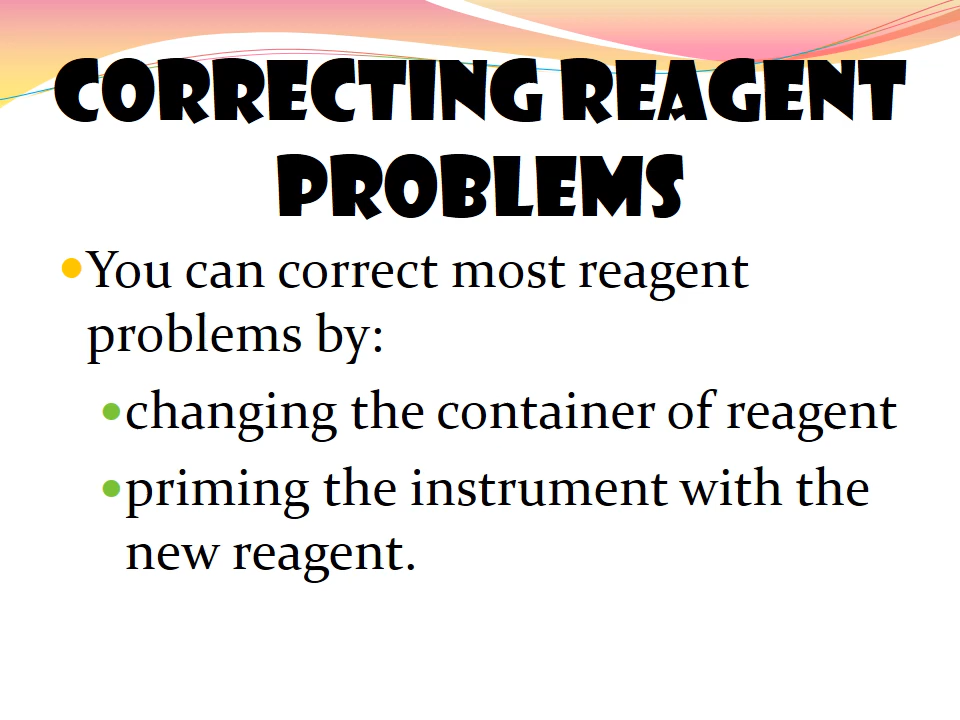 CORRECTING REAGENT
PROBLEMS
•You can correct most reagent
problems by:
•changing the container of reagent
•priming the instrument with the
new reagent.